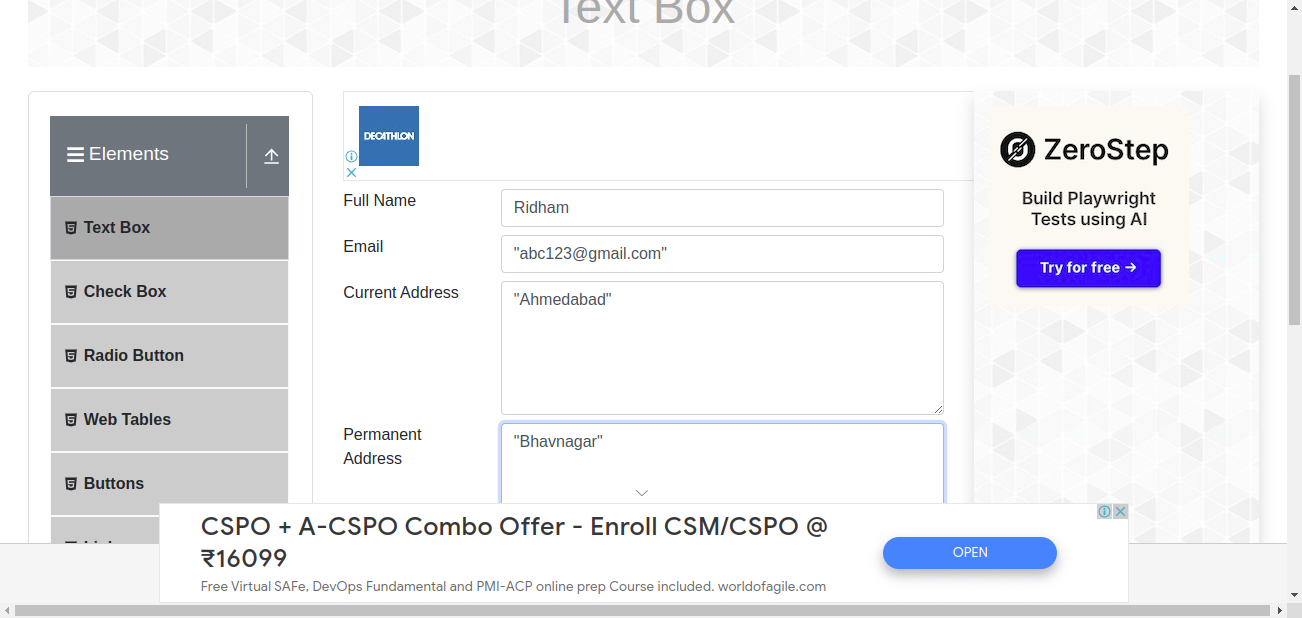 Text Box
Elements
Text Box
Check Box
Radio Button
Web Tables
Buttons
DECATHLON
Full Name
Ridham
Email
"abc123@gmail.com"
Current Address
"Ahmedabad"
Permanent
Address
"Bhavnagar"
ZeroStep
Build Playwright
Tests using AI
Try for free →
CSPO + A-CSPO Combo Offer - Enroll CSM/CSPO @
₹16099
Free Virtual SAFe, DevOps Fundamental and PMI-ACP online prep Course included. worldofagile.com
OPEN